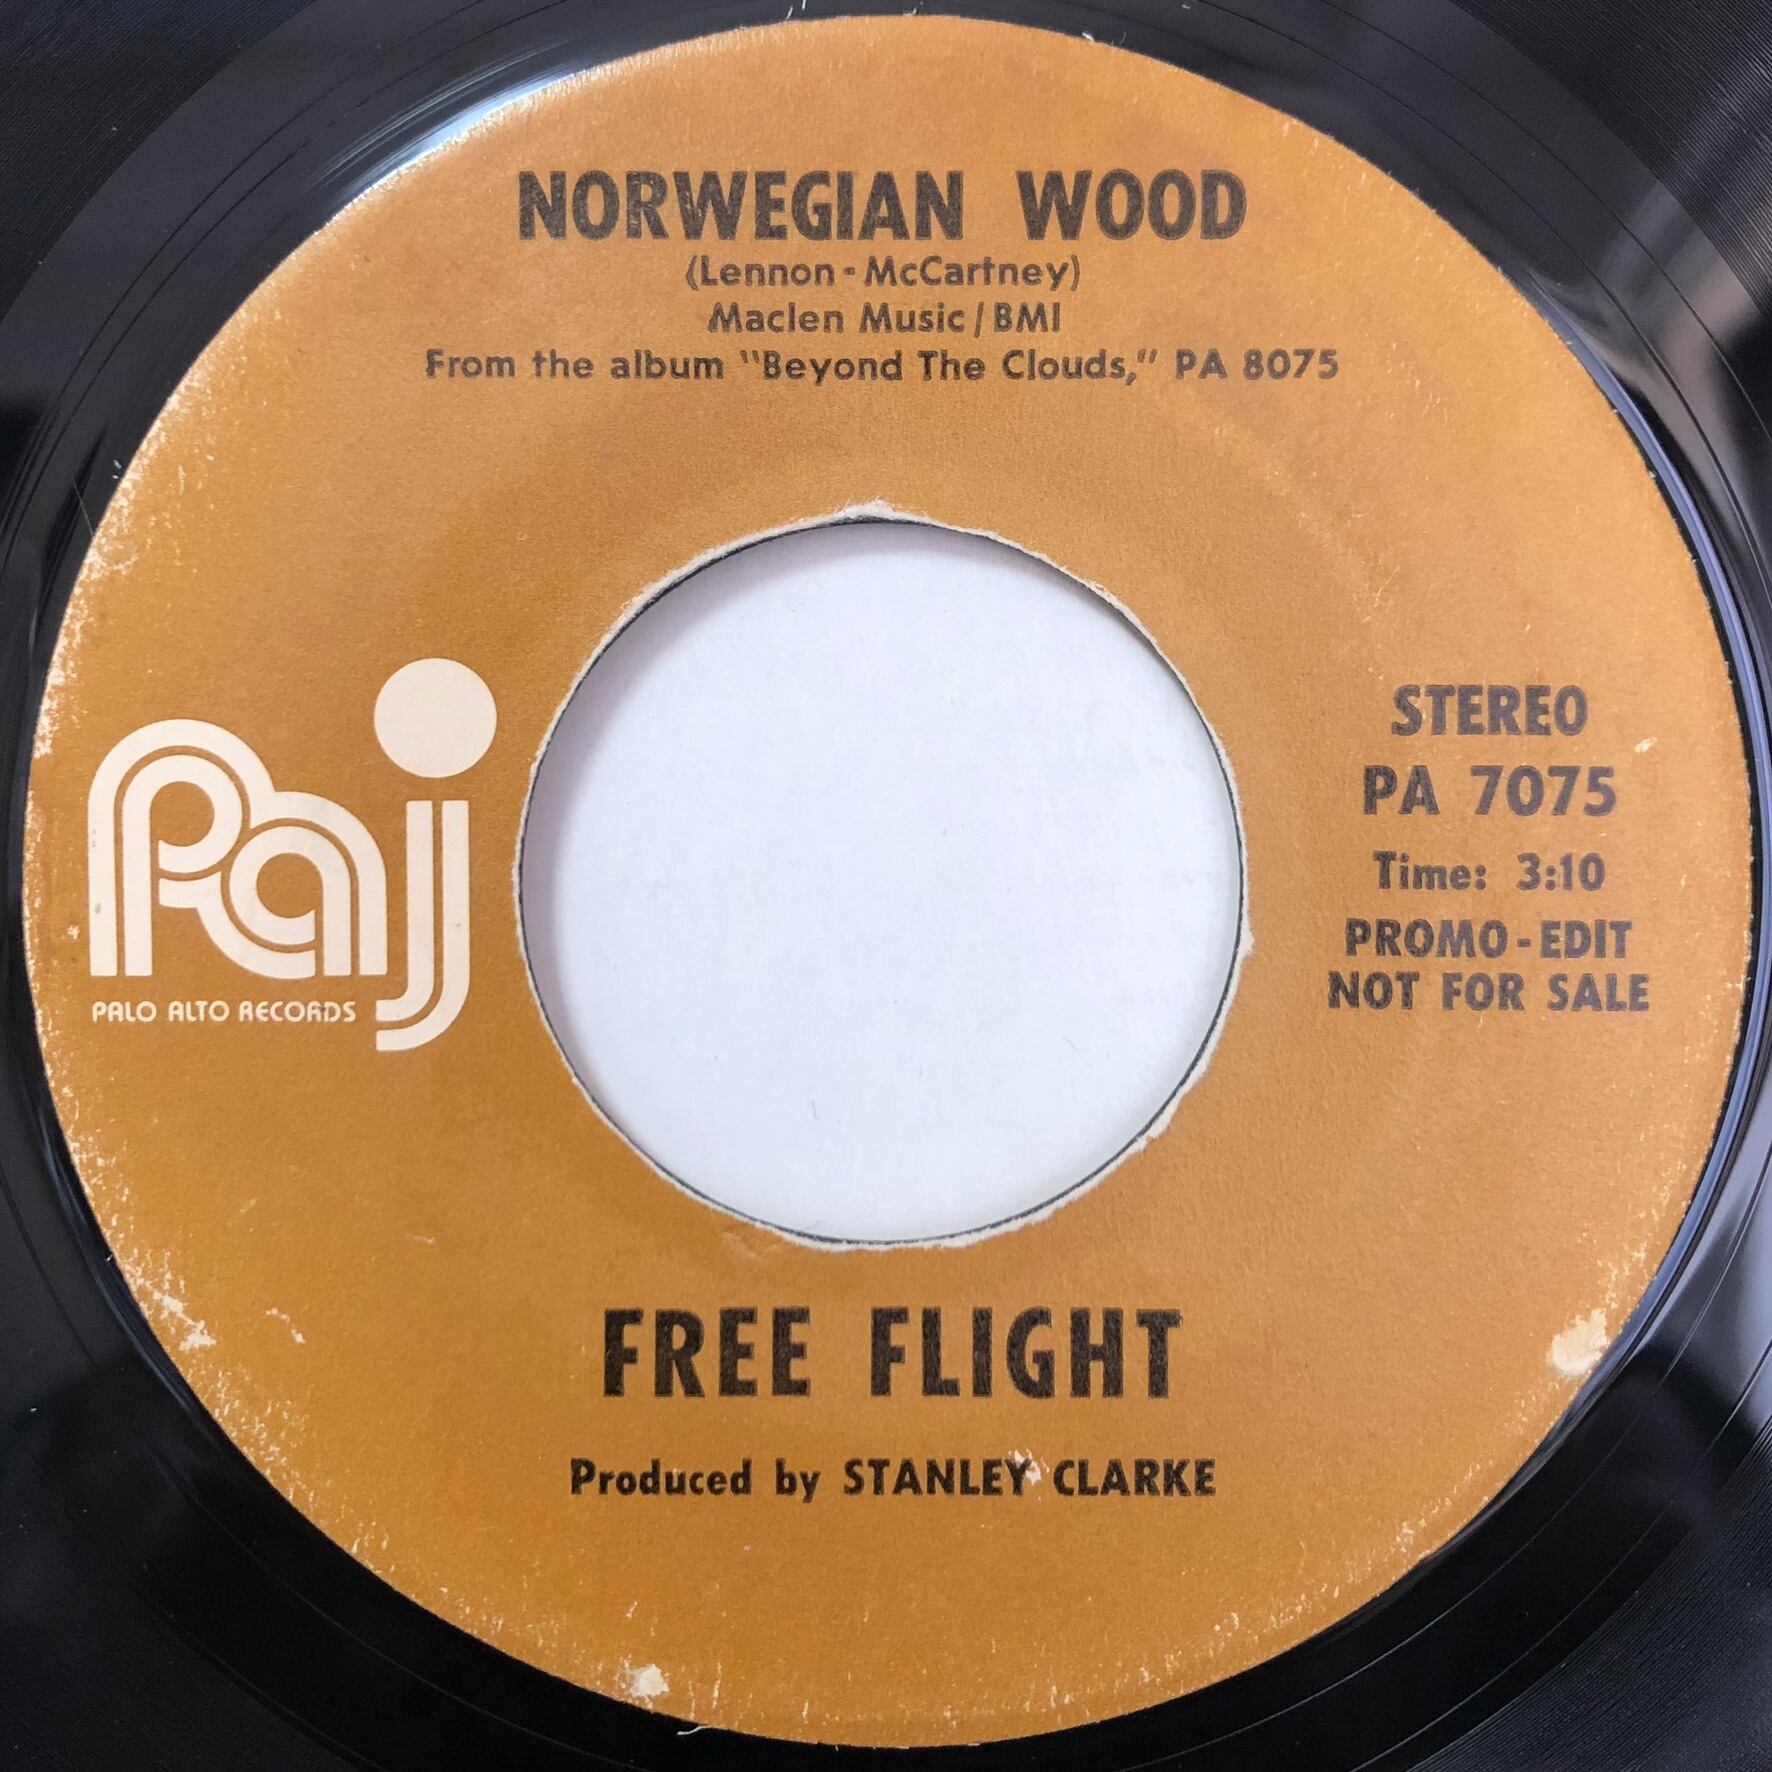 NORWEGIAN WOOD
(Lennon - McCartney)
Maclen Music / BMI
From the album "Beyond The Clouds," PA 8075
Paj
PALO ALTO RECORDS
STEREO
PA 7075
Time: 3:10
PROMO - EDIT
NOT FOR SALE
FREE FLIGHT
Produced by STANLEY CLARKE